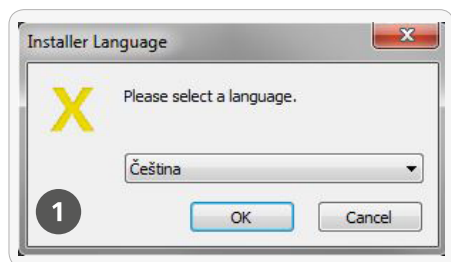 Installer Language
X
Please select a language.
Čeština
OK
Cancel
1